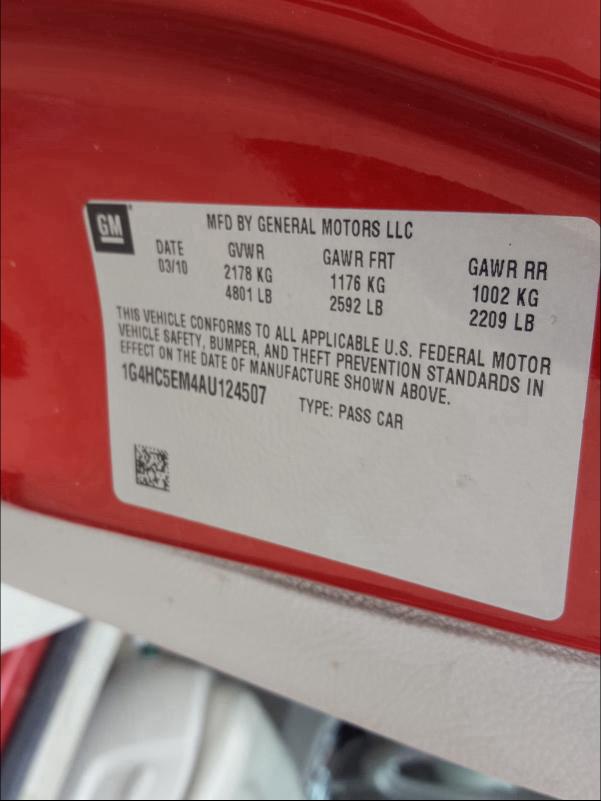 GM
MFD BY GENERAL MOTORS LLC
DATE GVWR GAWR FRT GAWR RR
03/10 2178 KG 1176 KG 1002 KG
4801 LB 2592 LB 2209 LB
THIS VEHICLE CONFORMS TO ALL APPLICABLE U.S. FEDERAL MOTOR
VEHICLE SAFETY, BUMPER, AND THEFT PREVENTION STANDARDS IN
EFFECT ON THE DATE OF MANUFACTURE SHOWN ABOVE.
1G4HC5EM4AU124507 TYPE: PASS CAR